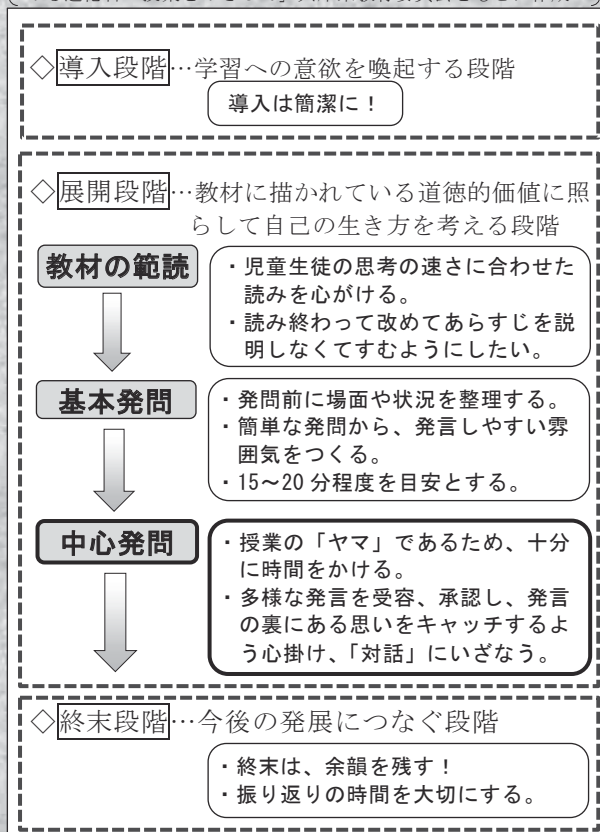 ◇導入段階…学習への意欲を喚起する段階
導入は簡潔に！
◇展開段階…教材に描かれている道徳的価値に照
らして自己の生き方を考える段階
教材の範読
・児童生徒の思考の速さに合わせた
読みを心がける。
・読み終わって改めてあらすじを説
明しなくてすむようにしたい。
基本発問
・発問前に場面や状況を整理する。
・簡単な発問から、発言しやすい雰
囲気をつくる。
・15～20 分程度を目安とする。
中心発問
・授業の「ヤマ」であるため、十分
に時間をかける。
・多様な発言を受容、承認し、発言
の裏にある思いをキャッチするよ
う心掛け、「対話」にいざなう。
◇終末段階…今後の発展につなぐ段階
・終末は、余韻を残す！
・振り返りの時間を大切にする。